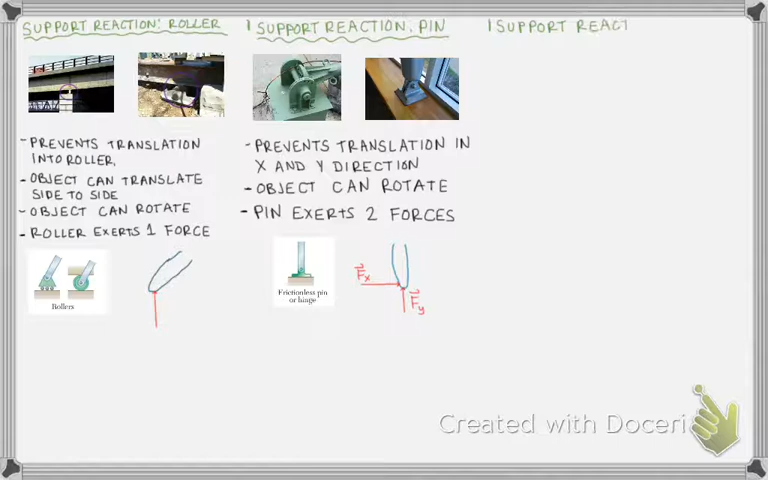 SUPPORT REACTION: ROLLER
- PREVENTS TRANSLATION
INTO ROLLER.
- OBJECT CAN TRANSLATE
SIDE TO SIDE
- OBJECT CAN ROTATE
- ROLLER EXERTS 1 FORCE
Rollers
SUPPORT REACTION: PIN
- PREVENTS TRANSLATION IN
X AND Y DIRECTION
- OBJECT CAN ROTATE
- PIN EXERTS 2 FORCES
Frictionless pin
or hinge
Fx
Fy
SUPPORT REACT
Created with Doceri